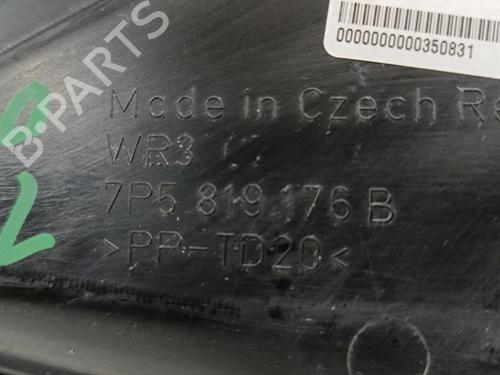 0000000000350831
B-PARTS
Made in Czech Re
WR3
7P5 819 176 B
>PP-TD20<